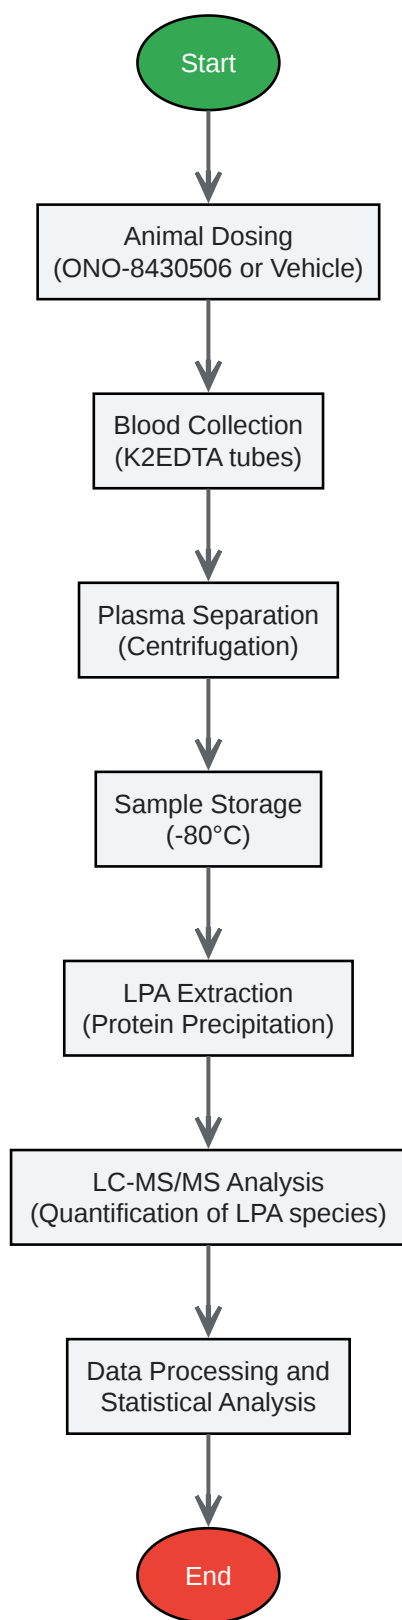 Start
Animal Dosing
(ONO-8430506 or Vehicle)
Blood Collection
(K2EDTA tubes)
Plasma Separation
(Centrifugation)
Sample Storage
(-80°C)
LPA Extraction
(Protein Precipitation)
LC-MS/MS Analysis
(Quantification of LPA species)
Data Processing and
Statistical Analysis
End